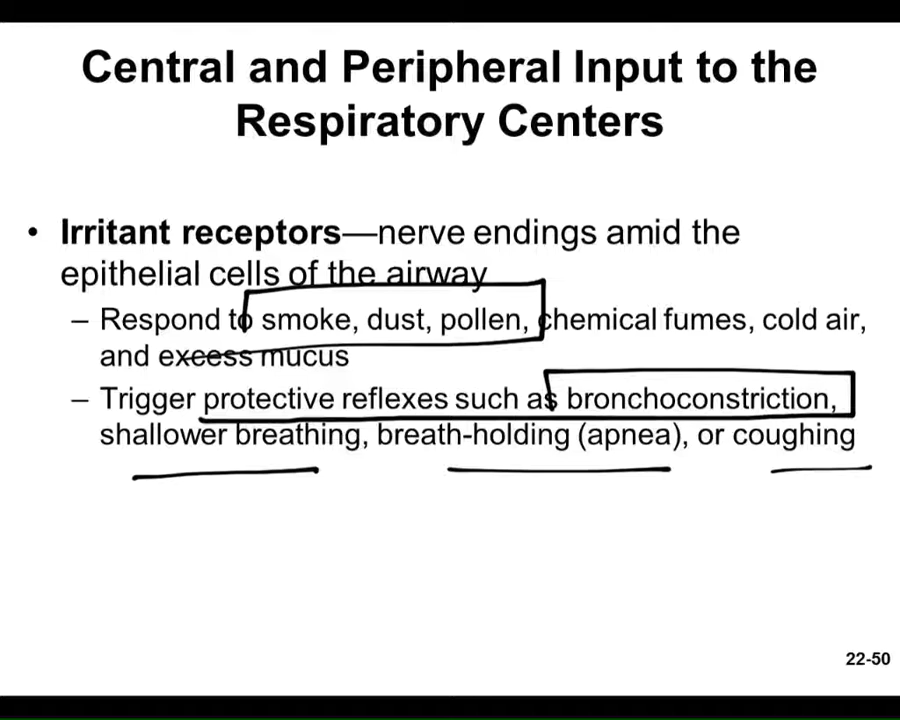 Central and Peripheral Input to the
Respiratory Centers
• Irritant receptors—nerve endings amid the
epithelial cells of the airway
– Respond to smoke, dust, pollen, chemical fumes, cold air,
and excess mucus
– Trigger protective reflexes such as bronchoconstriction,
shallower breathing, breath-holding (apnea), or coughing
22-50